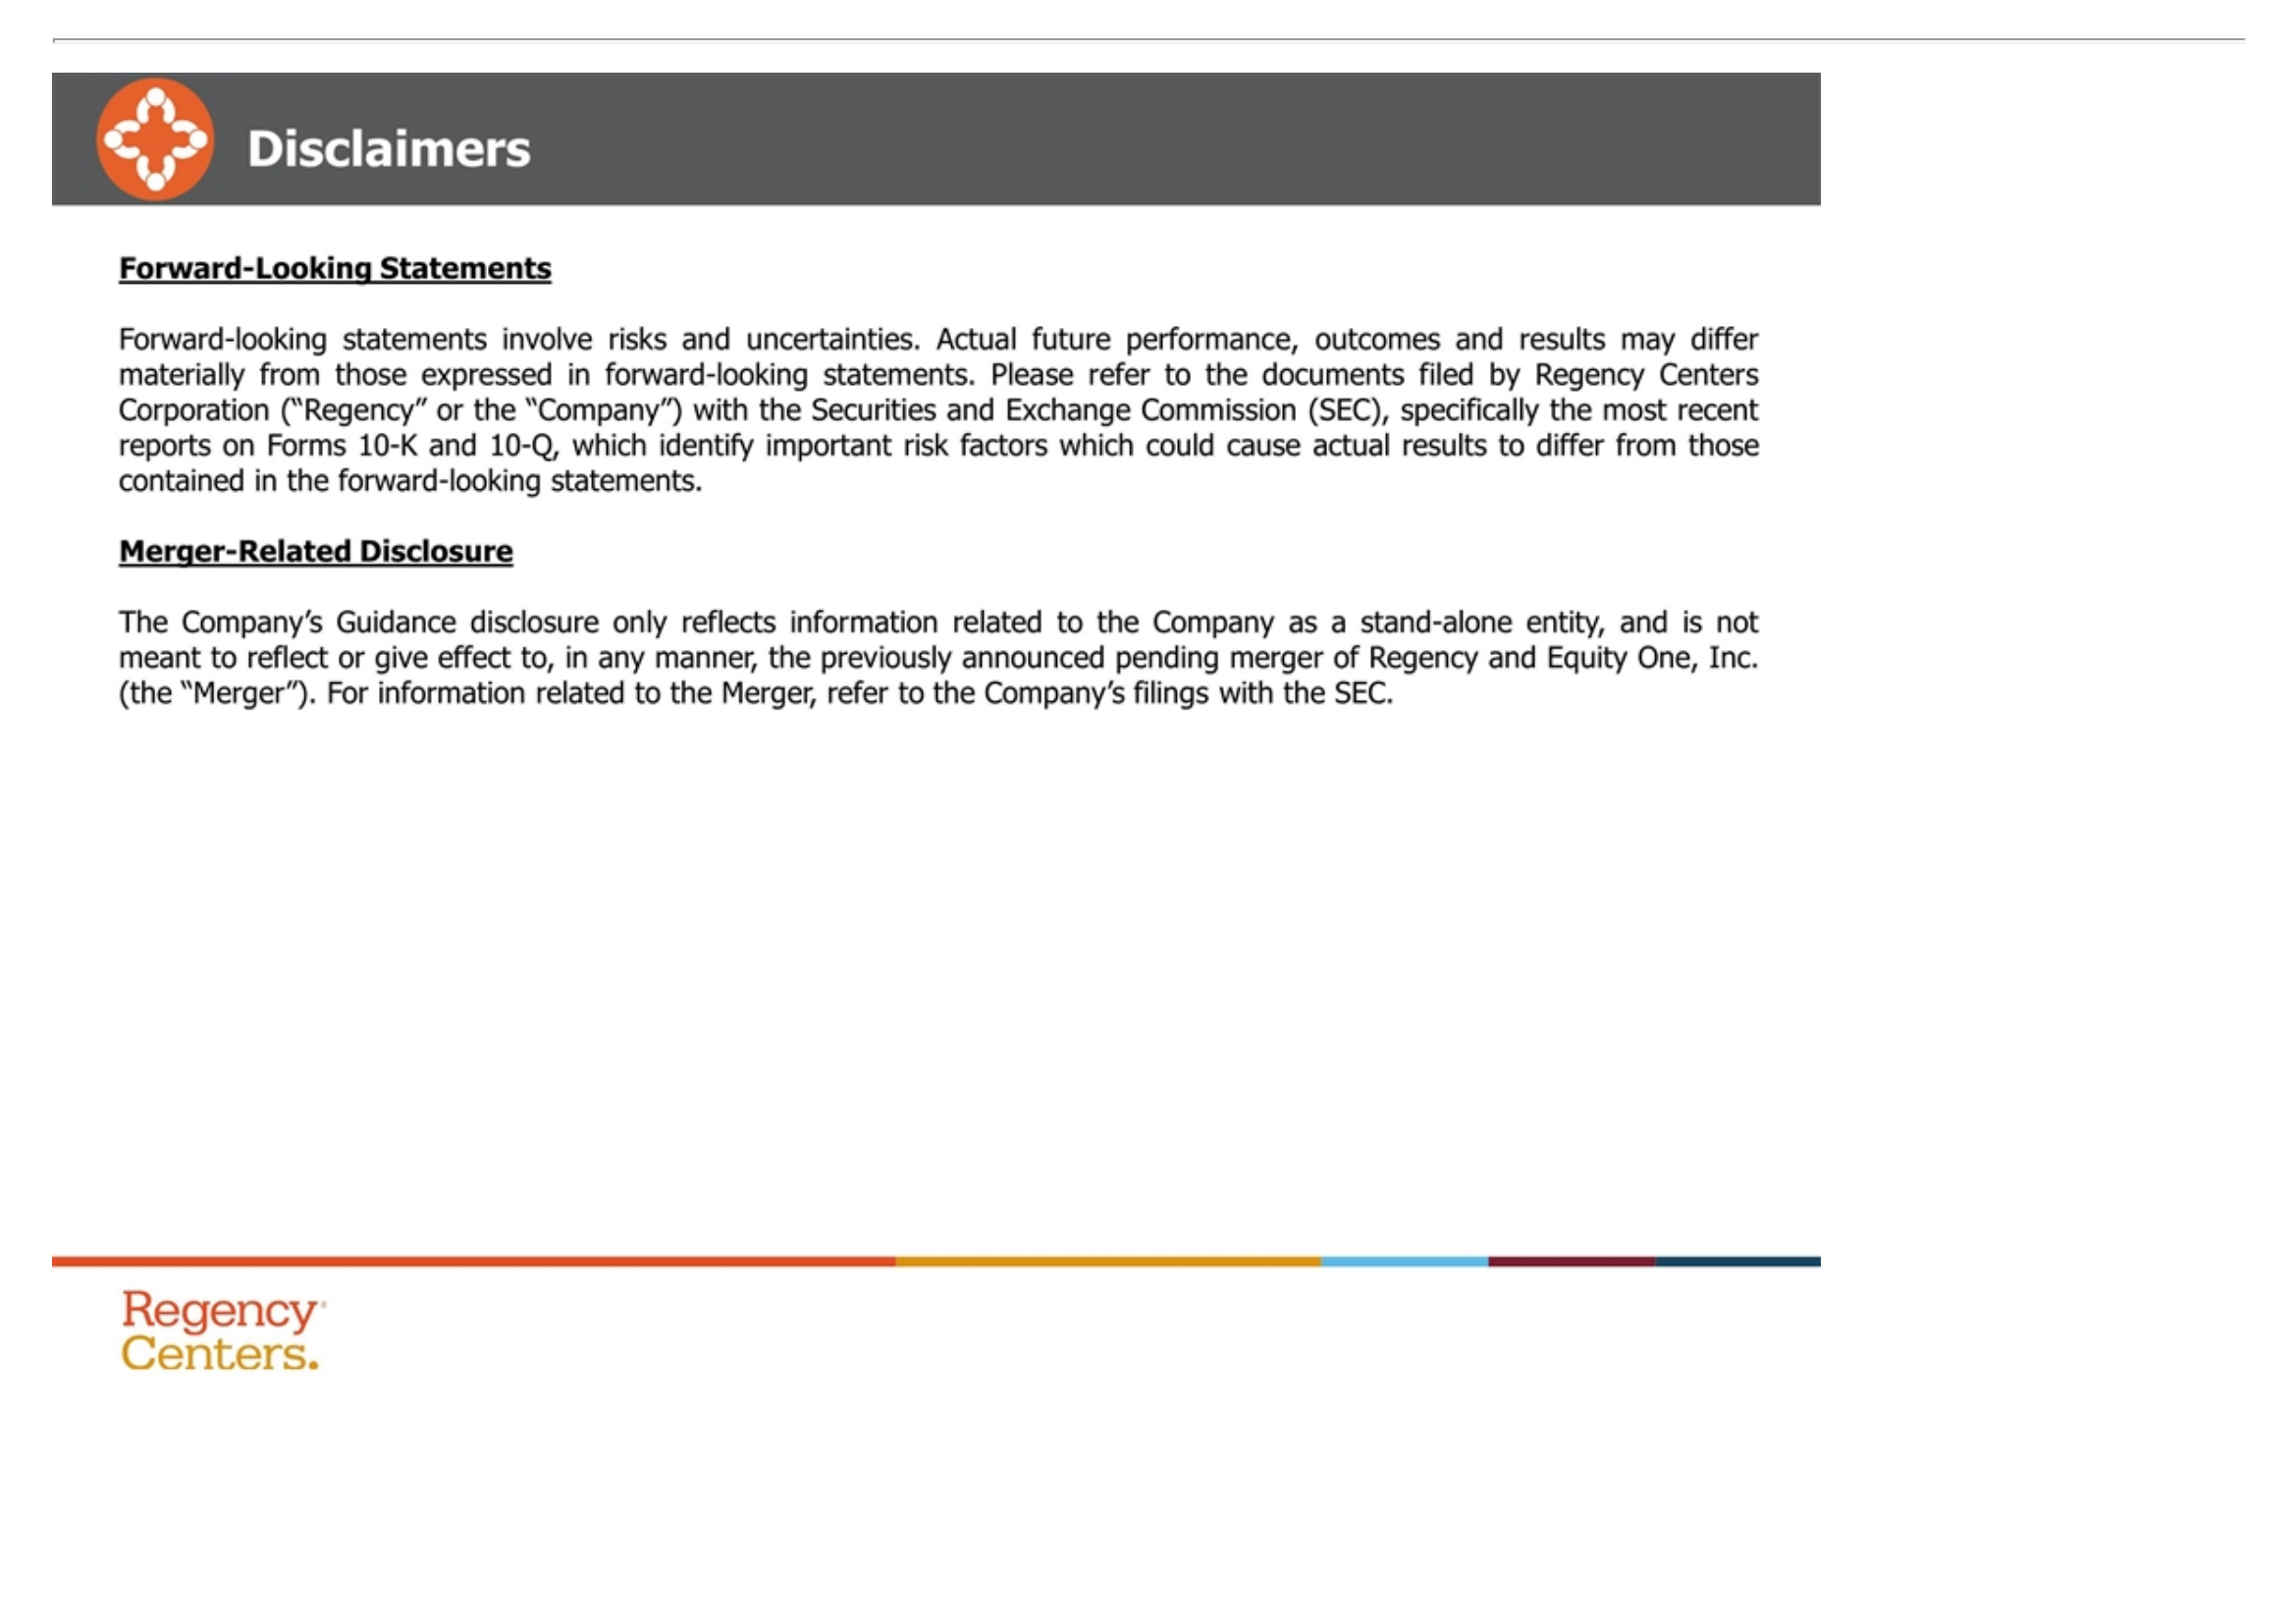 Disclaimers
Forward-Looking Statements
Forward-looking statements involve risks and uncertainties. Actual future performance, outcomes and results may differ
materially from those expressed in forward-looking statements. Please refer to the documents filed by Regency Centers
Corporation (“Regency” or the “Company”) with the Securities and Exchange Commission (SEC), specifically the most recent
reports on Forms 10-K and 10-Q, which identify important risk factors which could cause actual results to differ from those
contained in the forward-looking statements.
Merger-Related Disclosure
The Company’s Guidance disclosure only reflects information related to the Company as a stand-alone entity, and is not
meant to reflect or give effect to, in any manner, the previously announced pending merger of Regency and Equity One, Inc.
(the “Merger”). For information related to the Merger, refer to the Company’s filings with the SEC.
Regency
Centers.